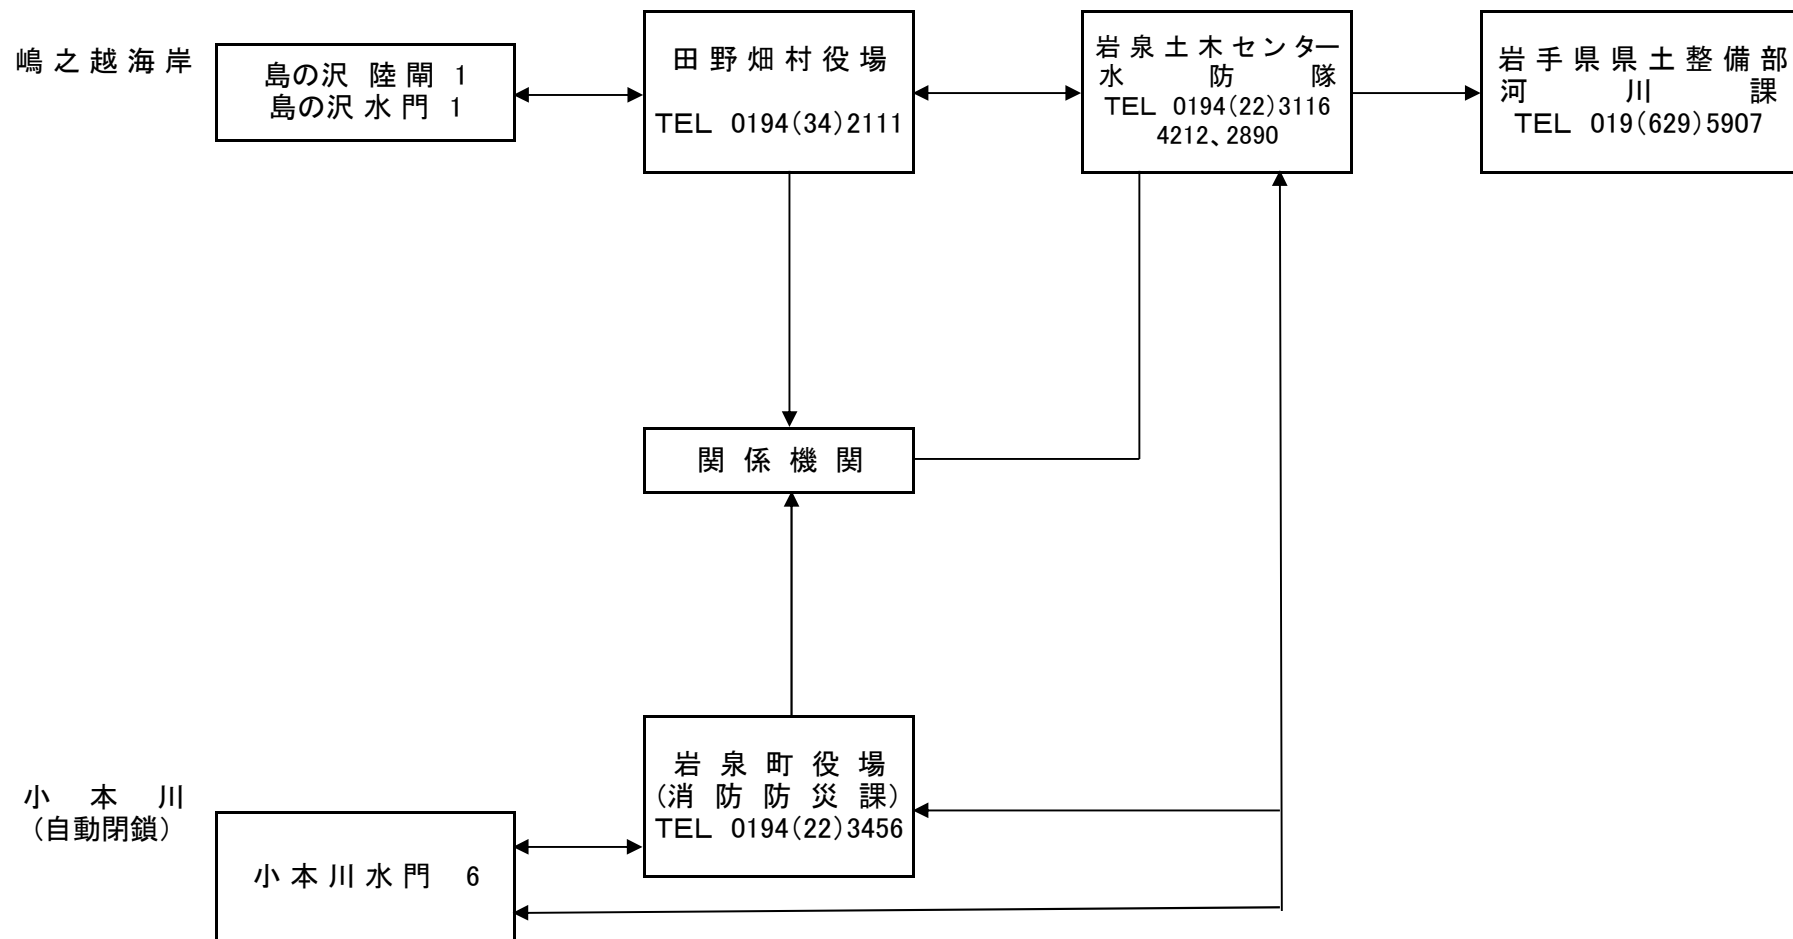 嶋之越海岸
島の沢 陸閘 1
島の沢水門 1
田野畑村役場
TEL 0194(34)2111
岩泉土木センター
水防隊
TEL 0194(22)3116
4212、2890
岩手県県土整備部
河川課
TEL 019(629)5907
関係機関
小本川
(自動閉鎖)
小本川水門 6
岩泉町役場
(消防防災課)
TEL 0194(22)3456